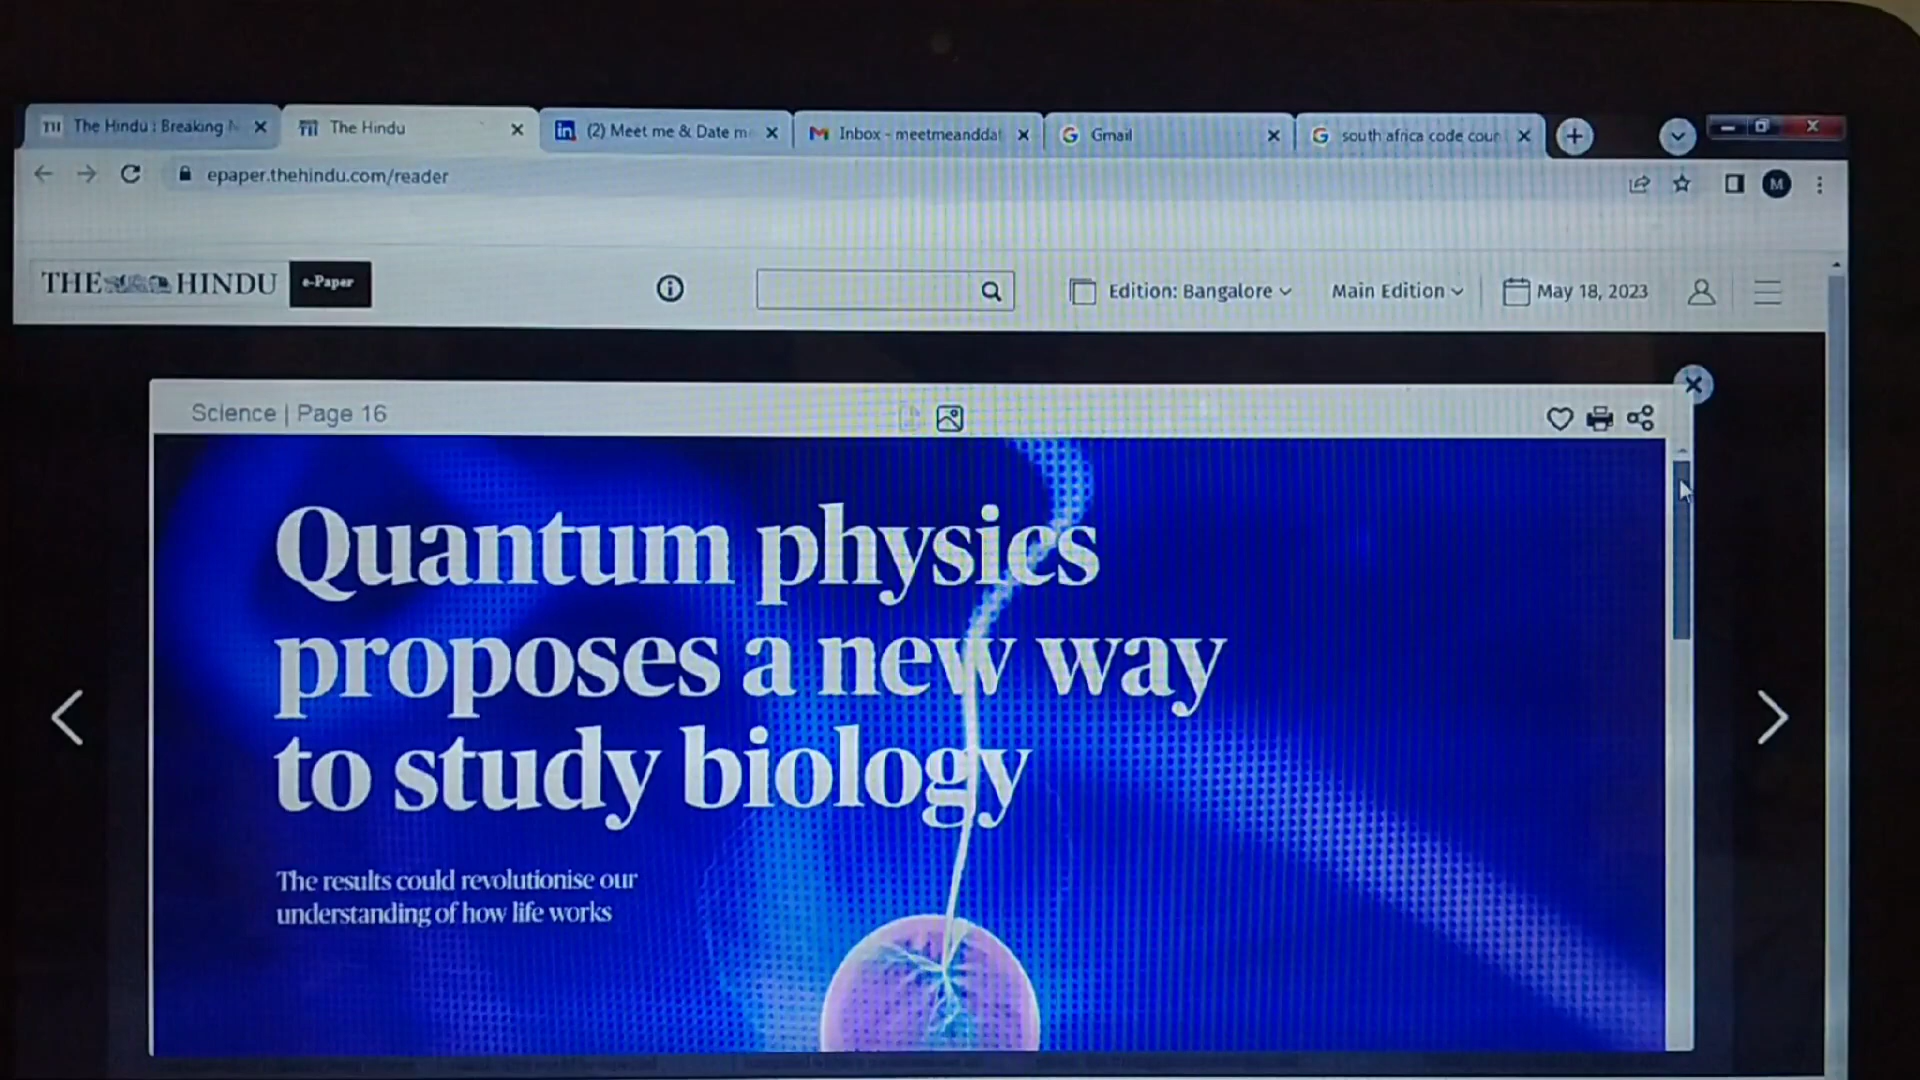 The Hindu : Breaking N
The Hindu
(2) Meet me & Date m
Inbox - meetmeanddat
Gmail
south africa code coun
epaper.thehindu.com/reader
M
THE HINDU
e-Paper
Edition: Bangalore
Main Edition
May 18, 2023
Science | Page 16
Quantum physics
proposes a new way
to study biology
The results could revolutionise our
understanding of how life works